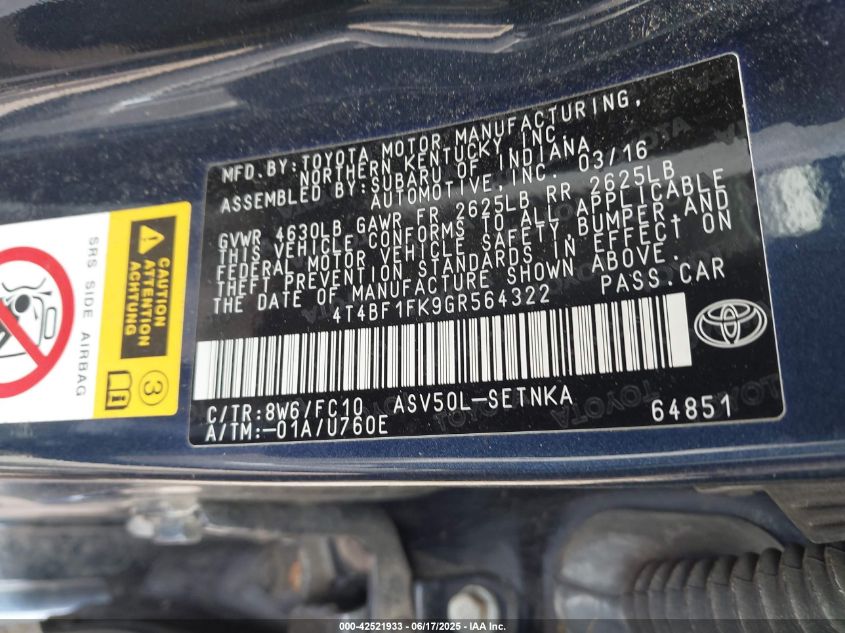 MFD.BY:TOYOTA MOTOR MANUFACTURING,
NORTHERN KENTUCKY,INC.
ASSEMBLED BY:SUBARU OF INDIANA
AUTOMOTIVE,INC. 03/16
GVWR 4630LB GAWR FR 2625LB RR 2625LB
THIS VEHICLE CONFORMS TO ALL APPLICABLE
FEDERAL MOTOR VEHICLE SAFETY,BUMPER,AND
THEFT PREVENTION STANDARDS IN EFFECT ON
THE DATE OF MANUFACTURE SHOWN ABOVE.
4T4BF1FK9GR564322 PASS.CAR
C/TR:8W6/FC10 ASV50L-SETNKA
A/TM:-01A/U760E 64851
SRS SIDE AIRBAG
CAUTION
ATTENTION
3
000-42521933 - 06/17/2025 - IAA, Inc.